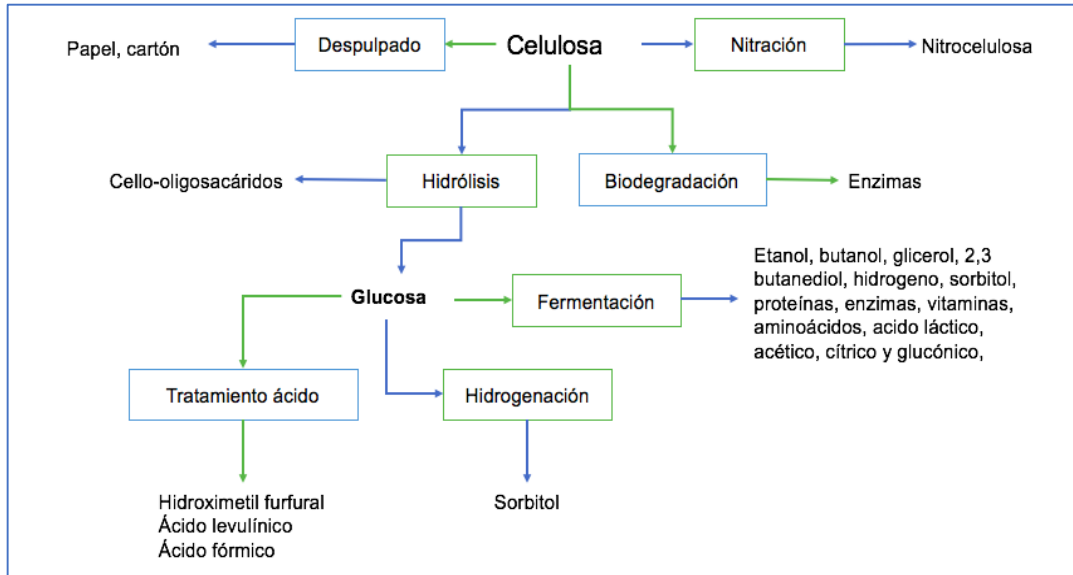 Papel, cartón
Despulpado
Celulosa
Nitración
Nitrocelulosa
Cello-oligosacáridos
Hidrólisis
Biodegradación
Enzimas
Glucosa
Fermentación
Etanol, butanol, glicerol, 2,3
butanediol, hidrogeno, sorbitol,
proteínas, enzimas, vitaminas,
aminoácidos, acido láctico,
acético, cítrico y glucónico,
Tratamiento ácido
Hidrogenación
Hidroximetil furfural
Ácido levulínico
Ácido fórmico
Sorbitol